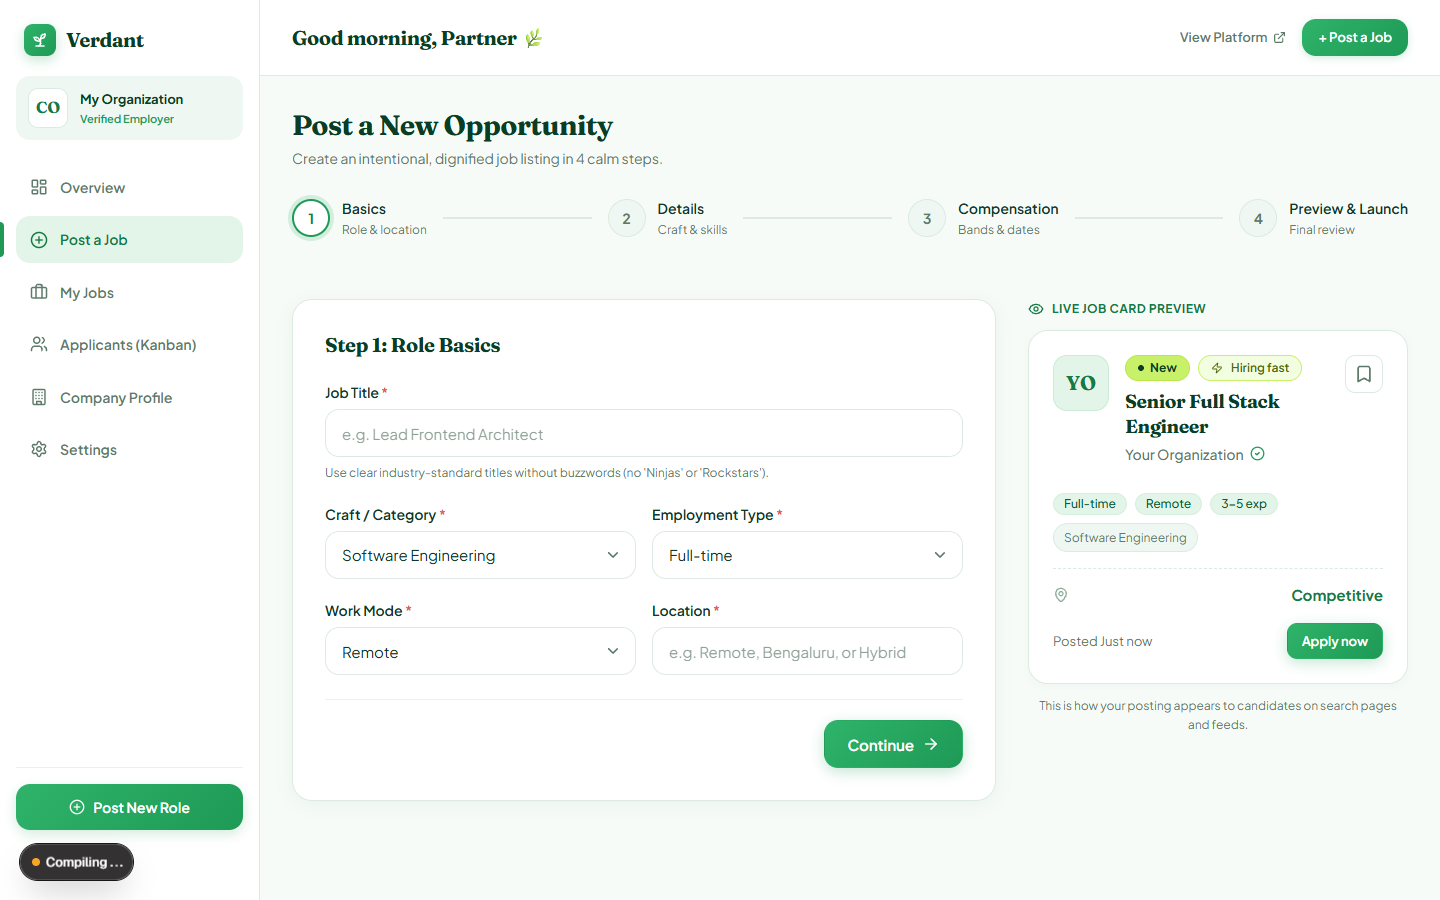 Verdant
CO
My Organization
Verified Employer
Overview
Post a Job
My Jobs
Applicants (Kanban)
Company Profile
Settings
Post New Role
Compiling ...
Good morning, Partner 🌿
View Platform
+ Post a Job
Post a New Opportunity
Create an intentional, dignified job listing in 4 calm steps.
1
Basics
Role & location
2
Details
Craft & skills
3
Compensation
Bands & dates
4
Preview & Launch
Final review
Step 1: Role Basics
Job Title *
e.g. Lead Frontend Architect
Use clear industry-standard titles without buzzwords (no 'Ninjas' or 'Rockstars').
Craft / Category *
Employment Type *
Software Engineering
Full-time
Work Mode *
Location *
Remote
e.g. Remote, Bengaluru, or Hybrid
Continue
LIVE JOB CARD PREVIEW
YO
New
Hiring fast
Senior Full Stack
Engineer
Your Organization
Full-time
Remote
3–5 exp
Software Engineering
Competitive
Posted Just now
Apply now
This is how your posting appears to candidates on search pages
and feeds.